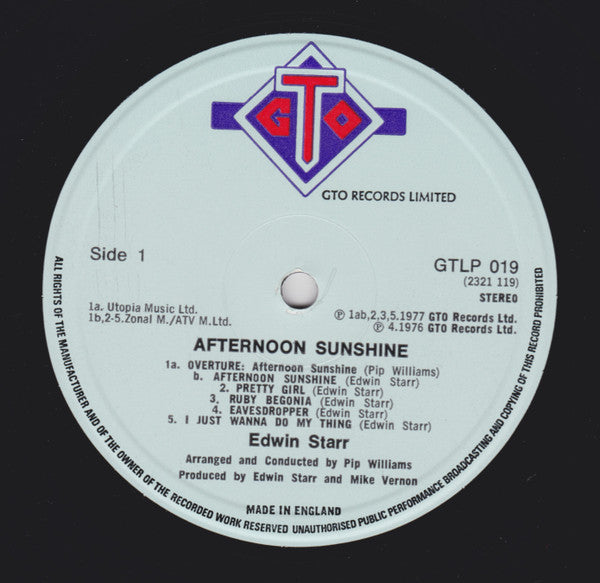 GTO
GTO RECORDS LIMITED
Side 1
GTLP 019
(2321 119)
STEREO
1a. Utopia Music Ltd.
1b,2-5.Zonal M./ATV M.Ltd.
℗ 1ab,2,3,5.1977 GTO Records Ltd.
℗ 4.1976 GTO Records Ltd.
AFTERNOON SUNSHINE
1a. OVERTURE: Afternoon Sunshine (Pip Williams)
b. AFTERNOON SUNSHINE (Edwin Starr)
2. PRETTY GIRL (Edwin Starr)
3, RUBY BEGONIA (Edwin Starr)
4. EAVESDROPPER (Edwin Starr)
5. I JUST WANNA DO MY THING (Edwin Starr)
Edwin Starr
Arranged and Conducted by Pip Williams
Produced by Edwin Starr and Mike Vernon
MADE IN ENGLAND
ALL RIGHTS OF THE MANUFACTURER AND OF THE OWNER OF THE RECORDED WORK RESERVED UNAUTHORISED PUBLIC PERFORMANCE BROADCASTING AND COPYING OF THIS RECORD PROHIBITED